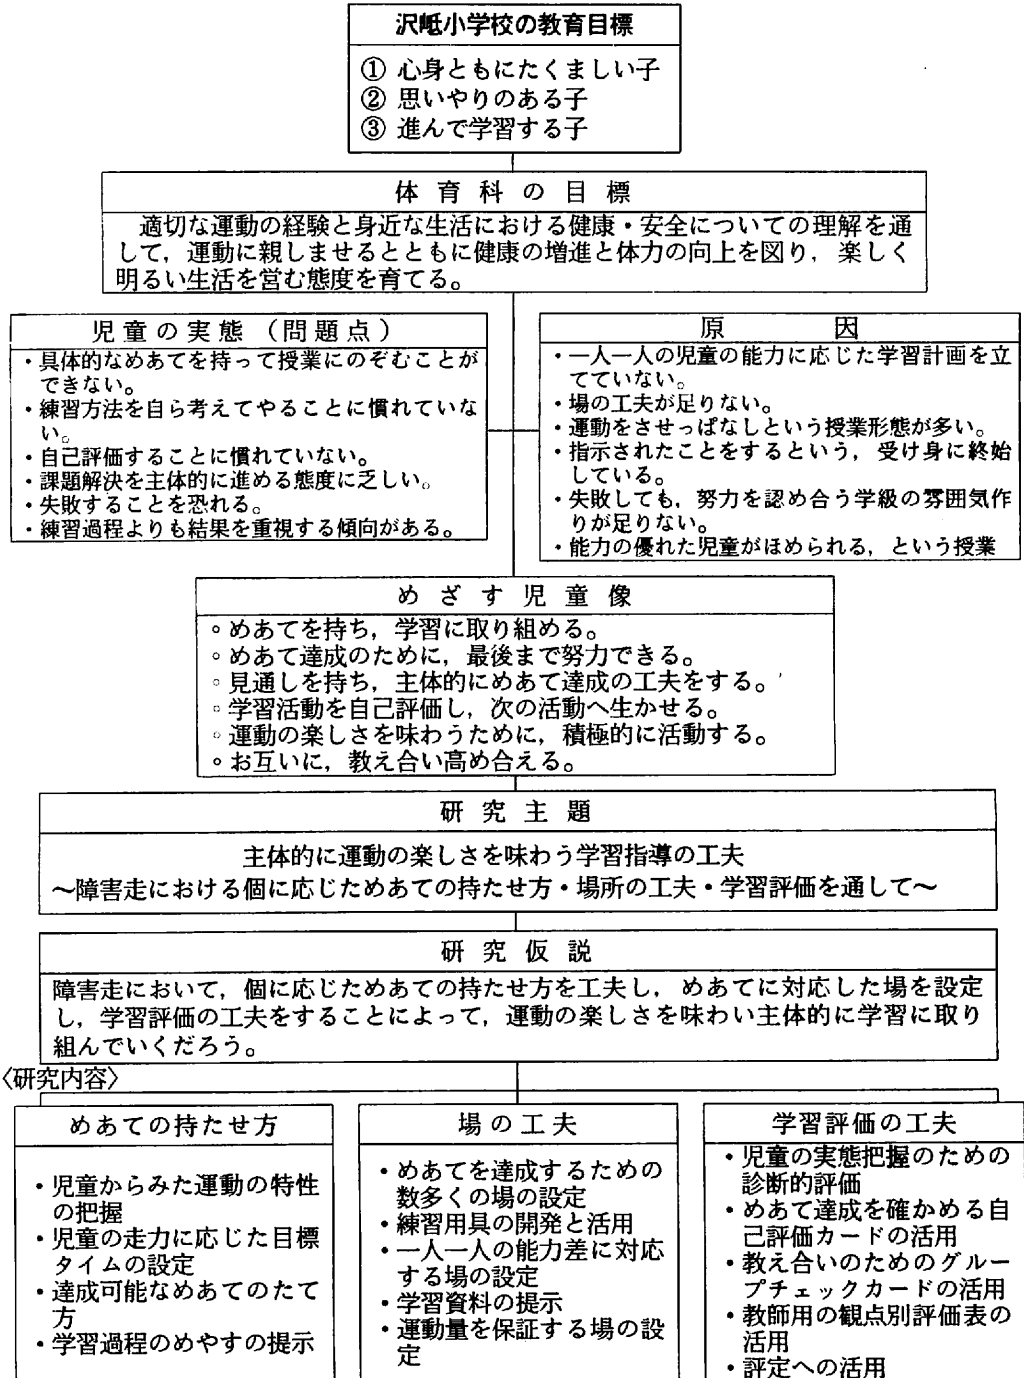 沢岻小学校の教育目標
① 心身ともにたくましい子
② 思いやりのある子
③ 進んで学習する子
体育科の目標
適切な運動の経験と身近な生活における健康・安全についての理解を通
して，運動に親しませるとともに健康の増進と体力の向上を図り，楽しく
明るい生活を営む態度を育てる。
児童の実態（問題点）
・具体的なめあてを持って授業にのぞむことが
できない。
・練習方法を自ら考えてやることに慣れていな
い。
・自己評価することに慣れていない。
・課題解決を主体的に進める態度に乏しい。
・失敗することを恐れる。
・練習過程よりも結果を重視する傾向がある。
原　因
・一人一人の児童の能力に応じた学習計画を立
てていない。
・場の工夫が足りない。
・運動をさせっぱなしという授業形態が多い。
・指示されたことをするという，受け身に終始
している。
・失敗しても，努力を認め合う学級の雰囲気作
りが足りない。
・能力の優れた児童がほめられる，という授業
めざす児童像
◦めあてを持ち，学習に取り組める。
◦めあて達成のために，最後まで努力できる。
◦見通しを持ち，主体的にめあて達成の工夫をする。
◦学習活動を自己評価し，次の活動へ生かせる。
◦運動の楽しさを味わうために，積極的に活動する。
◦お互いに，教え合い高め合える。
研究主題
主体的に運動の楽しさを味わう学習指導の工夫
～障害走における個に応じためあての持たせ方・場所の工夫・学習評価を通して～
研究仮説
障害走において，個に応じためあての持たせ方を工夫し，めあてに対応した場を設定
し，学習評価の工夫をすることによって，運動の楽しさを味わい主体的に学習に取り
組んでいくだろう。
〈研究内容〉
めあての持たせ方
・児童からみた運動の特性
の把握
・児童の走力に応じた目標
タイムの設定
・達成可能なめあてのたて
方
・学習過程のめやすの提示
場の工夫
・めあてを達成するための
数多くの場の設定
・練習用具の開発と活用
・一人一人の能力差に対応
する場の設定
・学習資料の提示
・運動量を保証する場の設
定
学習評価の工夫
・児童の実態把握のための
診断的評価
・めあて達成を確かめる自
己評価カードの活用
・教え合いのためのグルー
プチェックカードの活用
・教師用の観点別評価表の
活用
・評定への活用